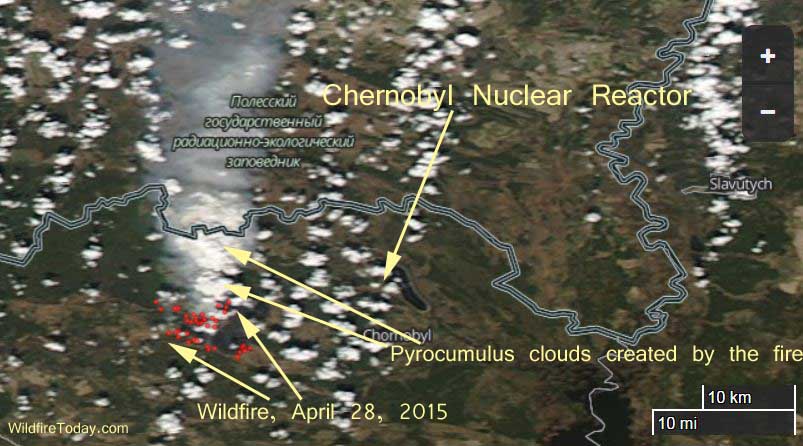 Chernobyl Nuclear Reactor
Полесский
государственный
радиационно-экологический
заповедник
+
−
Slavutych
Chornobyl
Pyrocumulus clouds created by the fire
Wildfire, April 28, 2015
10 km
10 mi
WildfireToday.com